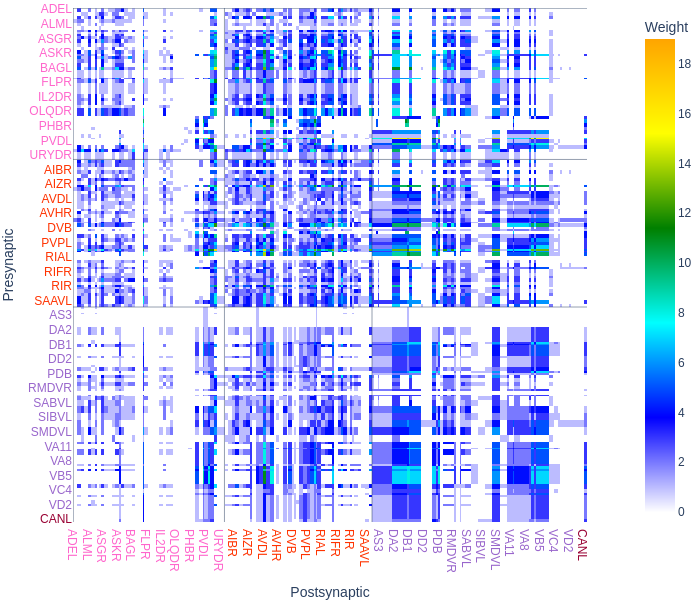 Weight
ADEL
ALML
ASGR
ASKR
BAGL
FLPR
IL2DR
OLQDR
PHBR
PVDL
URYDR
AIBR
AIZR
AVDL
AVHR
DVB
PVPL
RIAL
RIFR
RIR
SAAVL
AS3
DA2
DB1
DD2
PDB
RMDVR
SABVL
SIBVL
SMDVL
VA11
VA8
VB5
VC4
VD2
CANL
Presynaptic
18
16
14
12
10
8
6
4
2
0
ADEL ALML ASGR ASKR BAGL FLPR IL2DR OLQDR PHBR PVDL URYDR AIBR AIZR AVDL AVHR DVB PVPL RIAL RIFR RIR SAAVL AS3 DA2 DB1 DD2 PDB RMDVR SABVL SIBVL SMDVL VA11 VA8 VB5 VC4 VD2 CANL
Postsynaptic